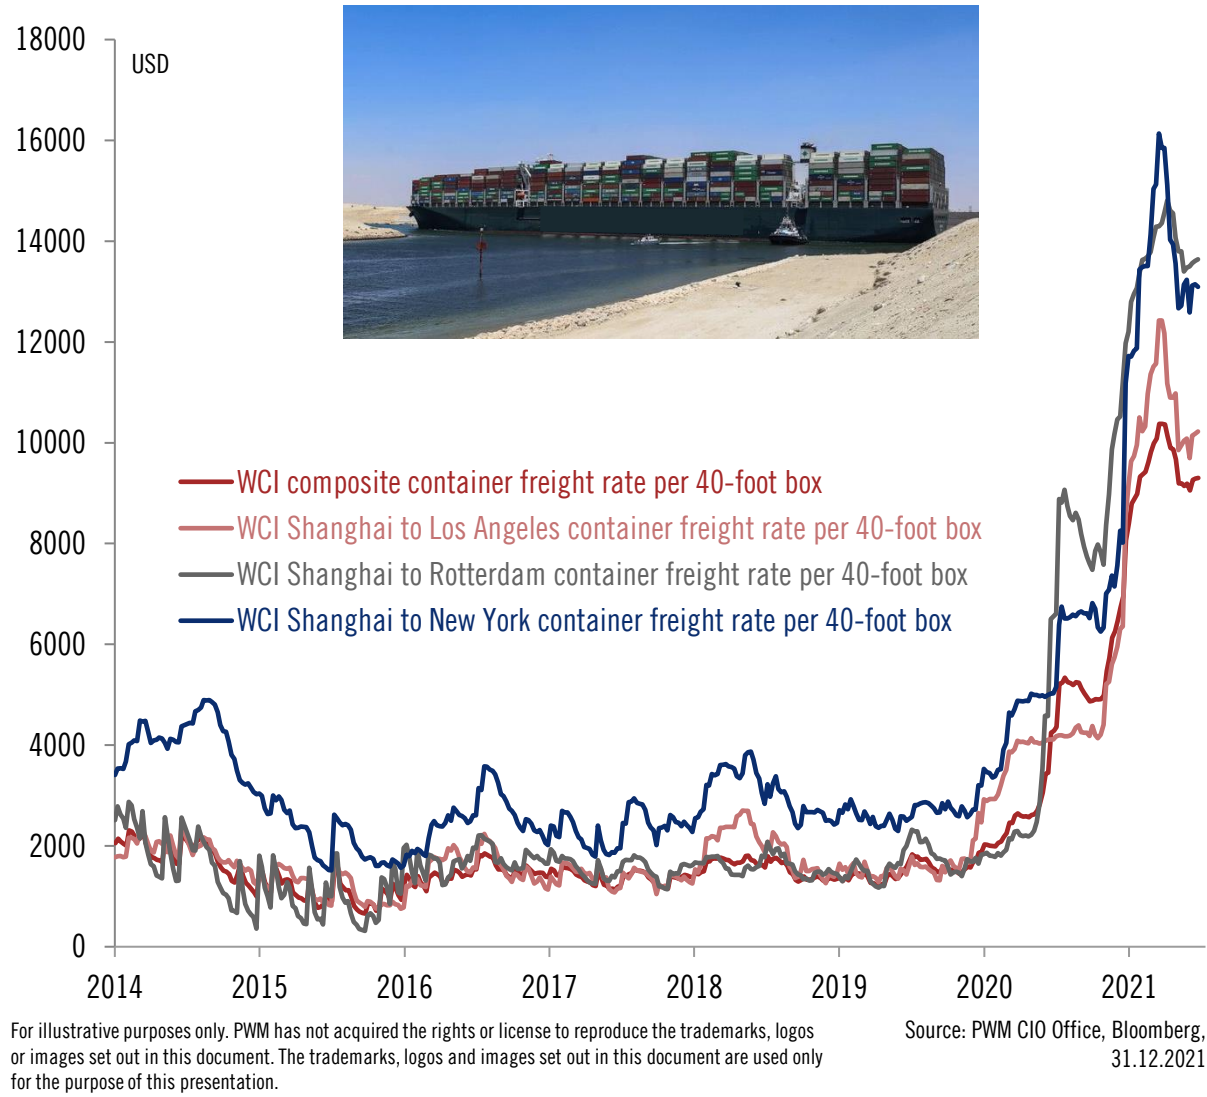 18000
USD
16000
14000
12000
10000
8000
6000
4000
2000
0
WCI composite container freight rate per 40-foot box
WCI Shanghai to Los Angeles container freight rate per 40-foot box
WCI Shanghai to Rotterdam container freight rate per 40-foot box
WCI Shanghai to New York container freight rate per 40-foot box
2014 2015 2016 2017 2018 2019 2020 2021
For illustrative purposes only. PWM has not acquired the rights or license to reproduce the trademarks, logos
or images set out in this document. The trademarks, logos and images set out in this document are used only
for the purpose of this presentation.
Source: PWM CIO Office, Bloomberg,
31.12.2021